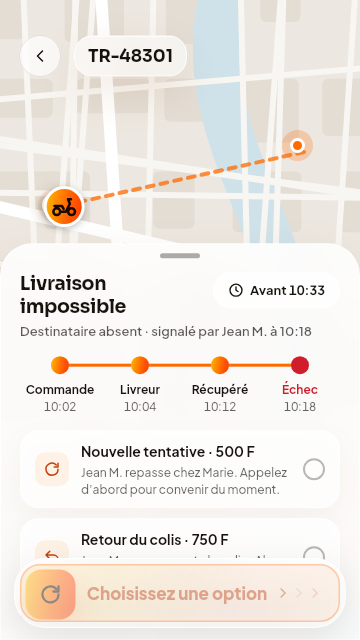 TR-48301
Livraison
impossible
Avant 10:33
Destinataire absent · signalé par Jean M. à 10:18
Commande
Livreur
Récupéré
Échec
10:02
10:04
10:12
10:18
Nouvelle tentative · 500 F
Jean M. repasse chez Marie. Appelez
d'abord pour convenir du moment.
Retour du colis · 750 F
Choisissez une option